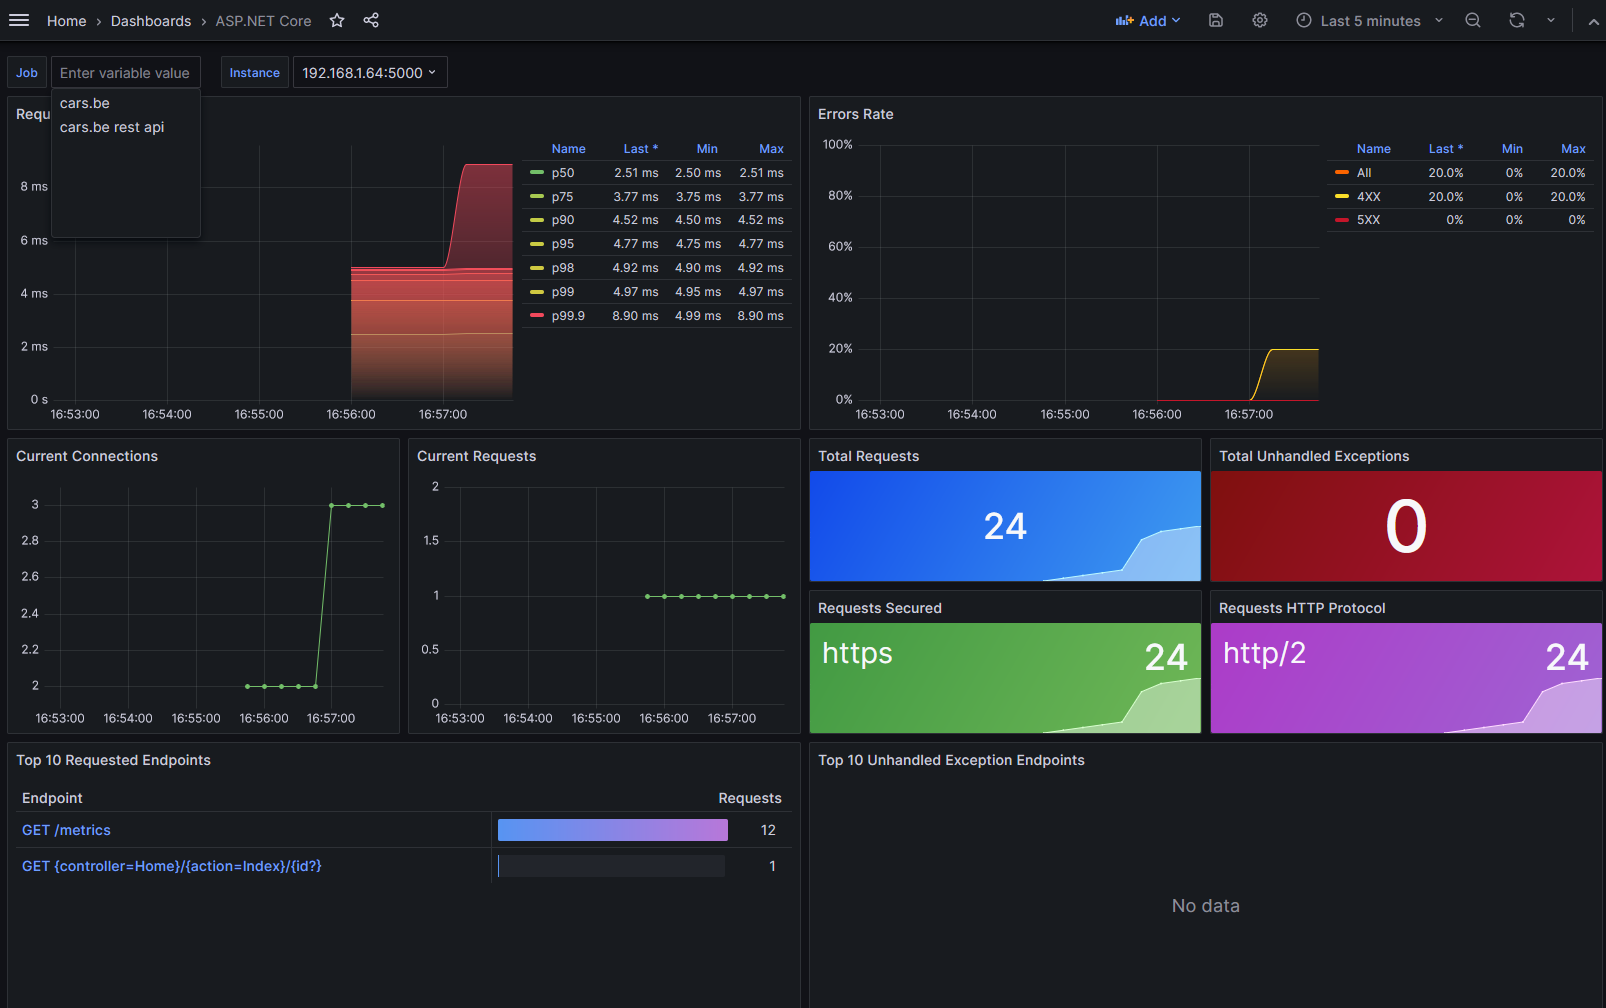 Home › Dashboards › ASP.NET Core
Add
Last 5 minutes
Job
Enter variable value
Instance
192.168.1.64:5000
cars.be
cars.be rest api
Requ
8 ms
6 ms
4 ms
2 ms
0 s
16:53:00 16:54:00 16:55:00 16:56:00 16:57:00
Name Last * Min Max
p50 2.51 ms 2.50 ms 2.51 ms
p75 3.77 ms 3.75 ms 3.77 ms
p90 4.52 ms 4.50 ms 4.52 ms
p95 4.77 ms 4.75 ms 4.77 ms
p98 4.92 ms 4.90 ms 4.92 ms
p99 4.97 ms 4.95 ms 4.97 ms
p99.9 8.90 ms 4.99 ms 8.90 ms
Errors Rate
100%
80%
60%
40%
20%
0%
16:53:00 16:54:00 16:55:00 16:56:00 16:57:00
Name Last * Min Max
All 20.0% 0% 20.0%
4XX 20.0% 0% 20.0%
5XX 0% 0% 0%
Current Connections
3
2.8
2.6
2.4
2.2
2
16:53:00 16:54:00 16:55:00 16:56:00 16:57:00
Current Requests
2
1.5
1
0.5
0
16:53:00 16:54:00 16:55:00 16:56:00 16:57:00
Total Requests
24
Total Unhandled Exceptions
0
Requests Secured
https 24
Requests HTTP Protocol
http/2 24
Top 10 Requested Endpoints
Endpoint Requests
GET /metrics 12
GET {controller=Home}/{action=Index}/{id?} 1
Top 10 Unhandled Exception Endpoints
No data